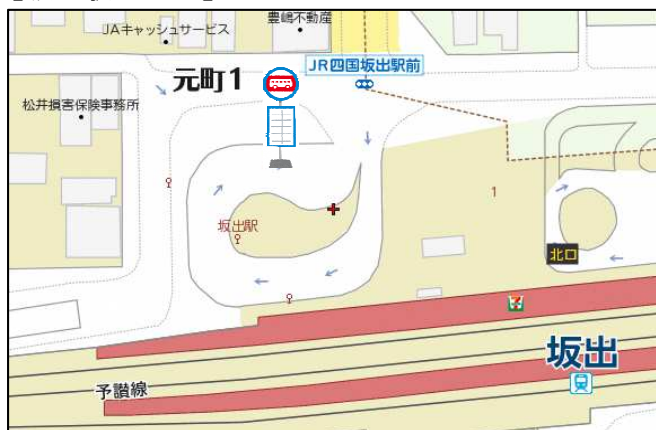 豊嶋不動産
JAキャッシュサービス
JR四国坂出駅前
元町1
松井損害保険事務所
1
坂出駅
北口
7
坂出
予讃線